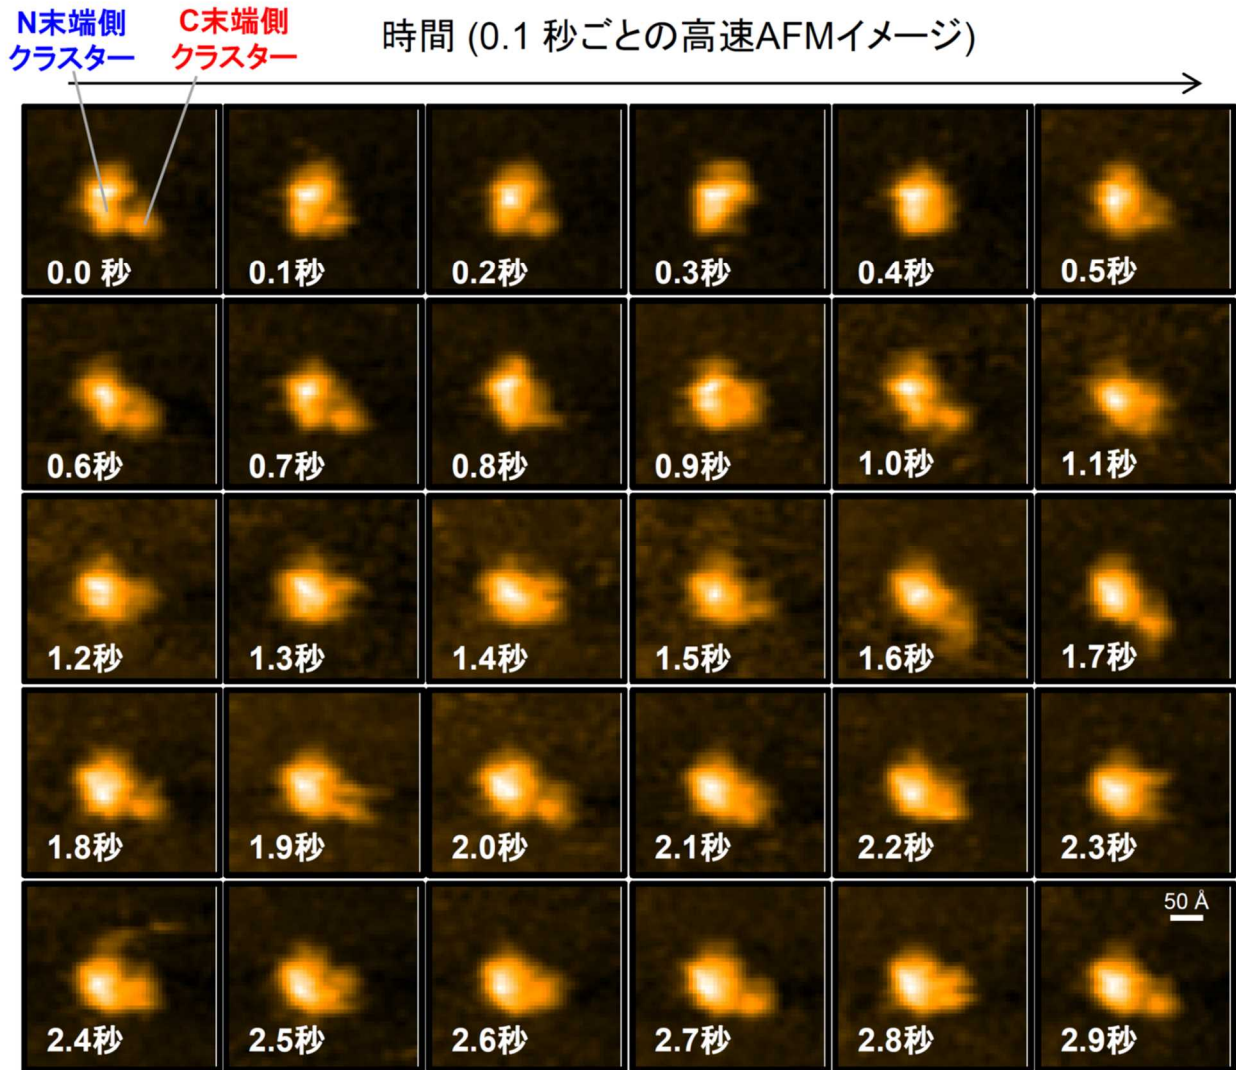 N末端側
クラスター
C末端側
クラスター
時間 (0.1 秒ごとの高速AFMイメージ)
0.0 秒
0.1秒
0.2秒
0.3秒
0.4秒
0.5秒
0.6秒
0.7秒
0.8秒
0.9秒
1.0秒
1.1秒
1.2秒
1.3秒
1.4秒
1.5秒
1.6秒
1.7秒
1.8秒
1.9秒
2.0秒
2.1秒
2.2秒
2.3秒
2.4秒
2.5秒
2.6秒
2.7秒
2.8秒
50 Å
2.9秒